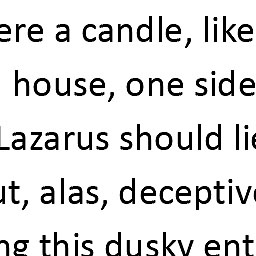 ere a candle, like
house, one side
Lazarus should lie
ut, alas, deceptive
ng this dusky ent